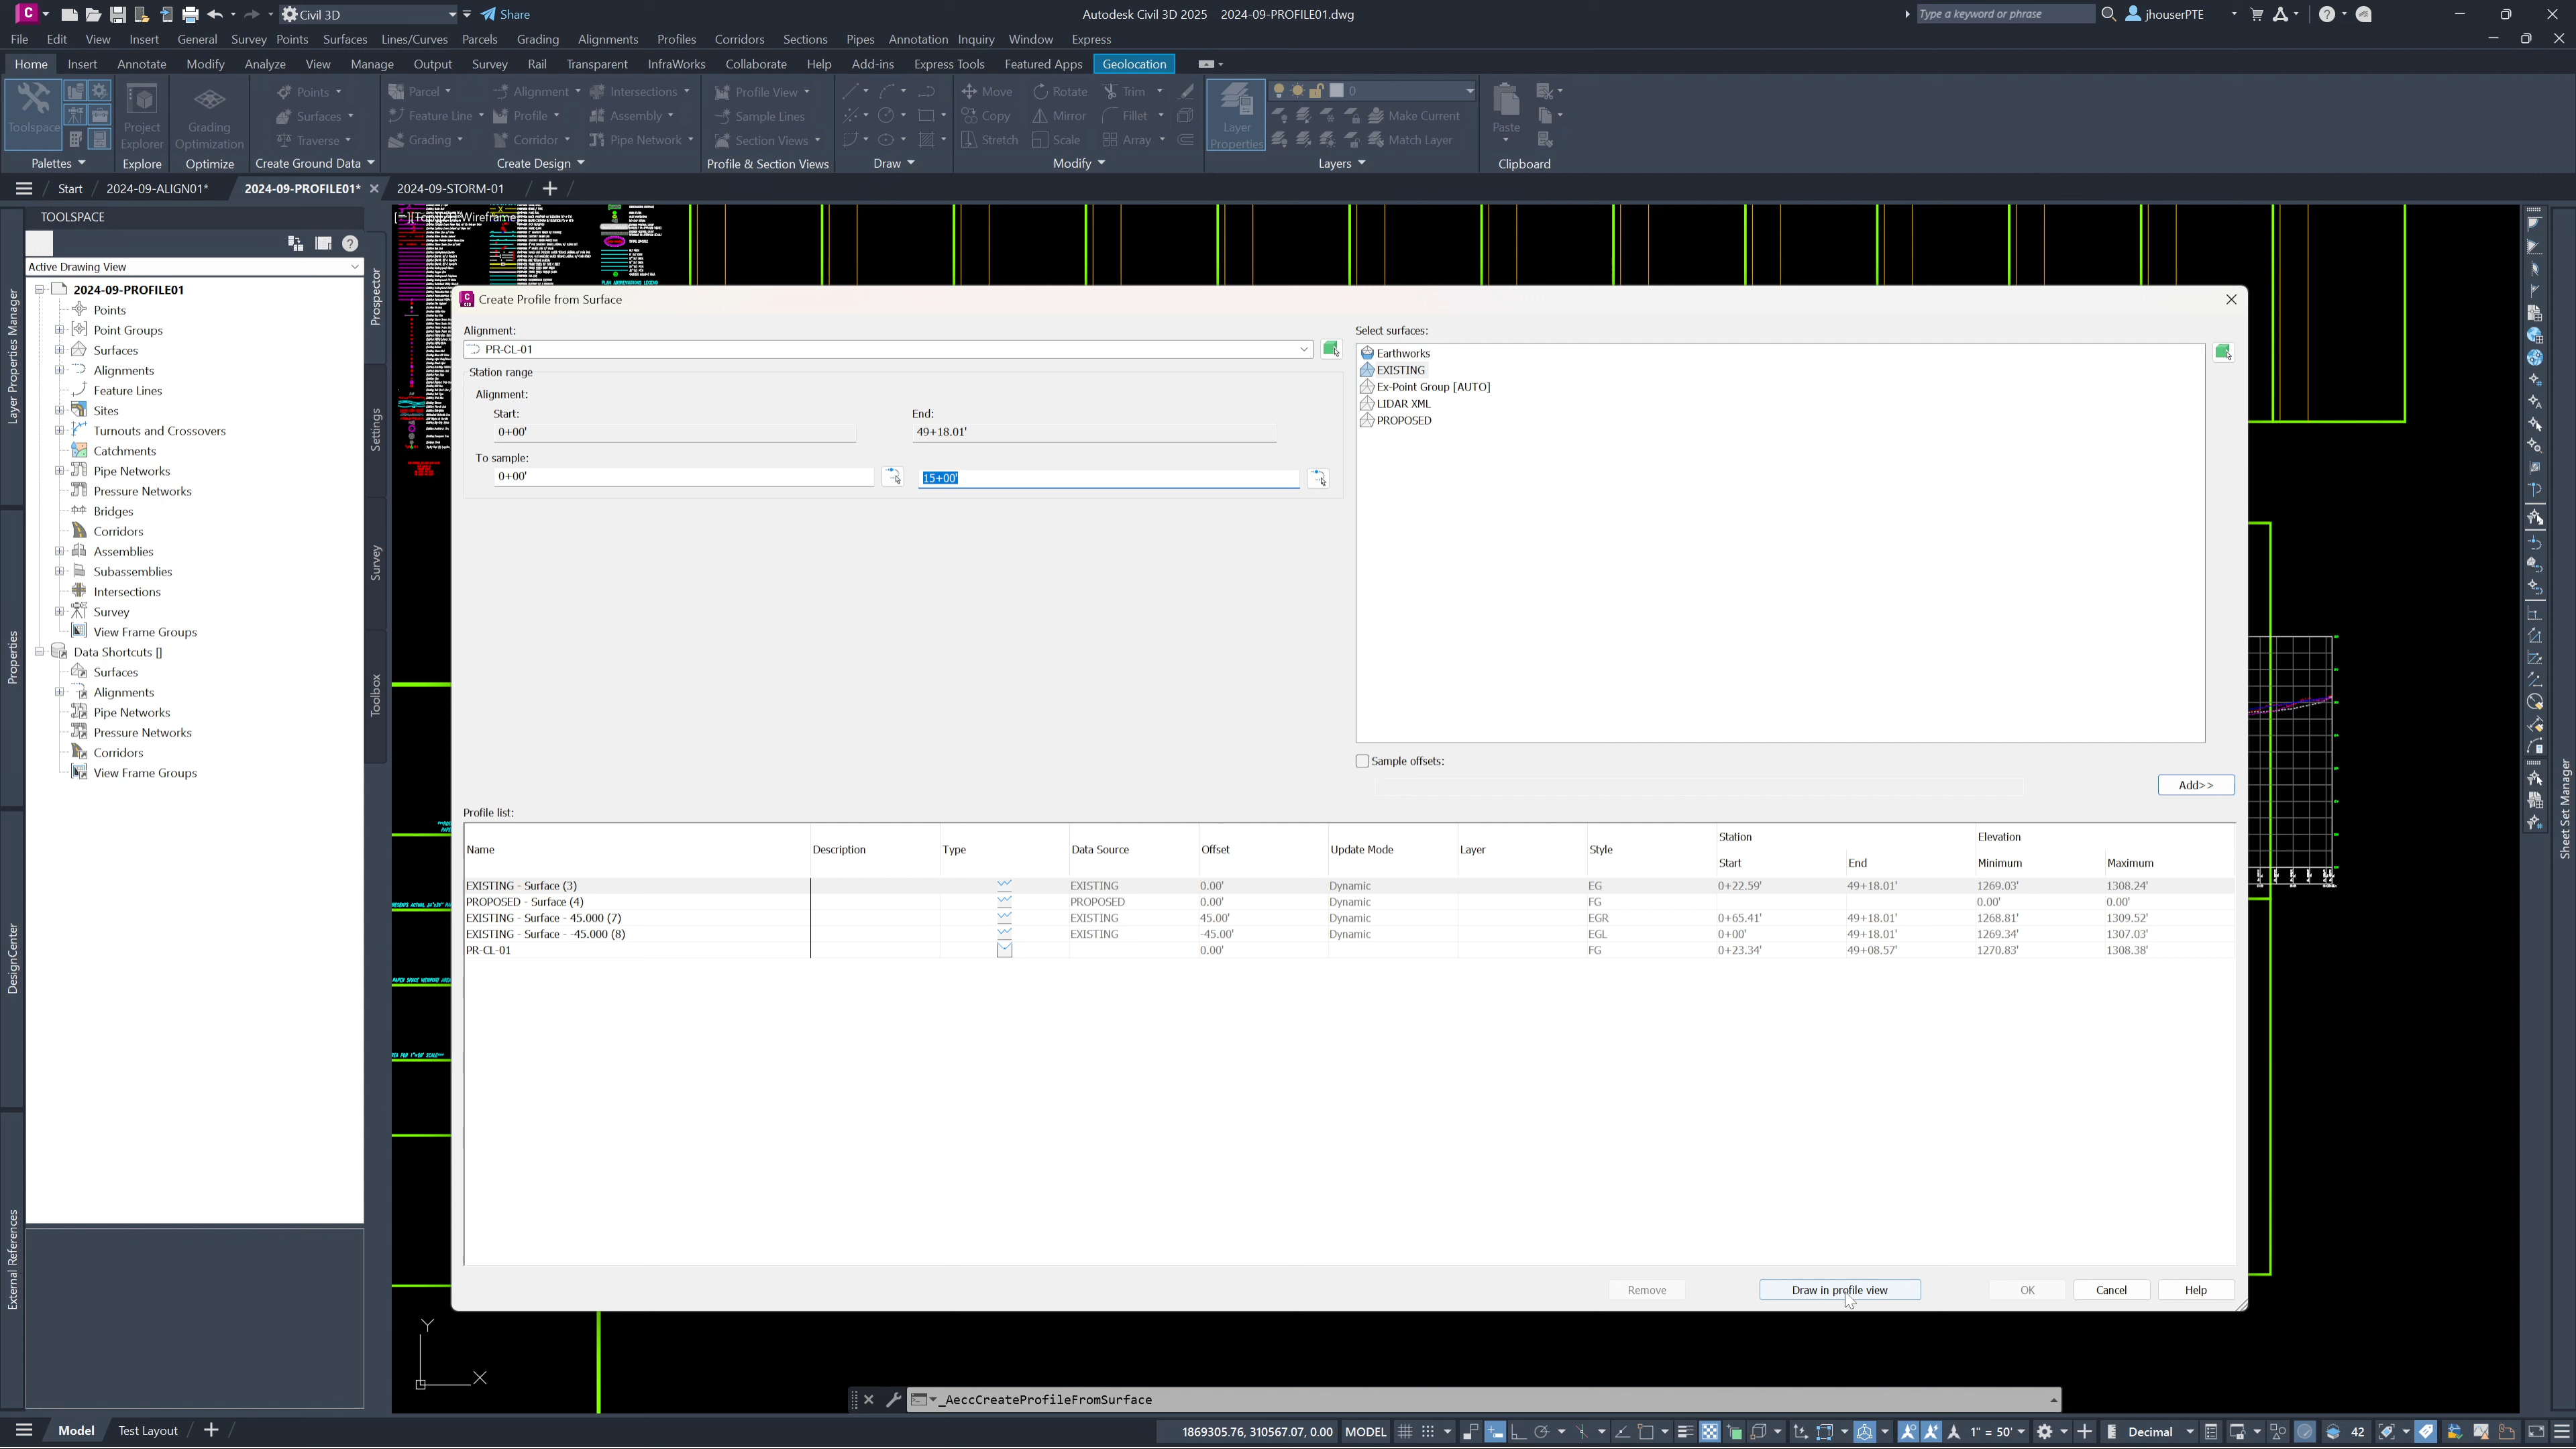 Civil 3D
Share
Autodesk Civil 3D 2025 2024-09-PROFILE01.dwg
Type a keyword or phrase
jhouserPTE
File Edit View Insert General Survey Points Surfaces Lines/Curves Parcels Grading Alignments Profiles Corridors Sections Pipes Annotation Inquiry Window Express
Home Insert Annotate Modify Analyze View Manage Output Survey Rail Transparent InfraWorks Collaborate Help Add-ins Express Tools Featured Apps Geolocation
Points Parcel Alignment Intersections Profile View Move Rotate Trim 0
Surfaces Feature Line Profile Assembly Sample Lines Copy Mirror Fillet Make Current
Toolspace Project Explorer Grading Optimization Layer Properties Paste
Traverse Grading Corridor Pipe Network Section Views Stretch Scale Array Match Layer
Palettes Explore Optimize Create Ground Data Create Design Profile & Section Views Draw Modify Layers Clipboard
Start 2024-09-ALIGN01* 2024-09-PROFILE01* 2024-09-STORM-01
TOOLSPACE
Active Drawing View
2024-09-PROFILE01
Points
Point Groups
Surfaces
Alignments
Feature Lines
Sites
Turnouts and Crossovers
Catchments
Pipe Networks
Pressure Networks
Bridges
Corridors
Assemblies
Subassemblies
Intersections
Survey
View Frame Groups
Data Shortcuts []
Surfaces
Alignments
Pipe Networks
Pressure Networks
Corridors
View Frame Groups
Layer Properties Manager
Properties
DesignCenter
External References
Prospector
Settings
Survey
Toolbox
Sheet Set Manager
Create Profile from Surface
Alignment:
PR-CL-01
Station range
Alignment:
Start: End:
0+00' 49+18.01'
To sample:
0+00' 15+00'
Select surfaces:
Earthworks
EXISTING
Ex-Point Group [AUTO]
LIDAR XML
PROPOSED
Sample offsets:
Add>>
Profile list:
Name Description Type Data Source Offset Update Mode Layer Style Station Elevation
Start End Minimum Maximum
EXISTING - Surface (3) EXISTING 0.00' Dynamic EG 0+22.59' 49+18.01' 1269.03' 1308.24'
PROPOSED - Surface (4) PROPOSED 0.00' Dynamic FG 0.00' 0.00'
EXISTING - Surface - 45.000 (7) EXISTING 45.00' Dynamic EGR 0+65.41' 49+18.01' 1268.81' 1309.52'
EXISTING - Surface - -45.000 (8) EXISTING -45.00' Dynamic EGL 0+00' 49+18.01' 1269.34' 1307.03'
PR-CL-01 0.00' FG 0+23.34' 49+08.57' 1270.83' 1308.38'
Remove Draw in profile view OK Cancel Help
Y
X
_AeccCreateProfileFromSurface
Model Test Layout
1869305.76, 310567.07, 0.00 MODEL 1" = 50' Decimal 42